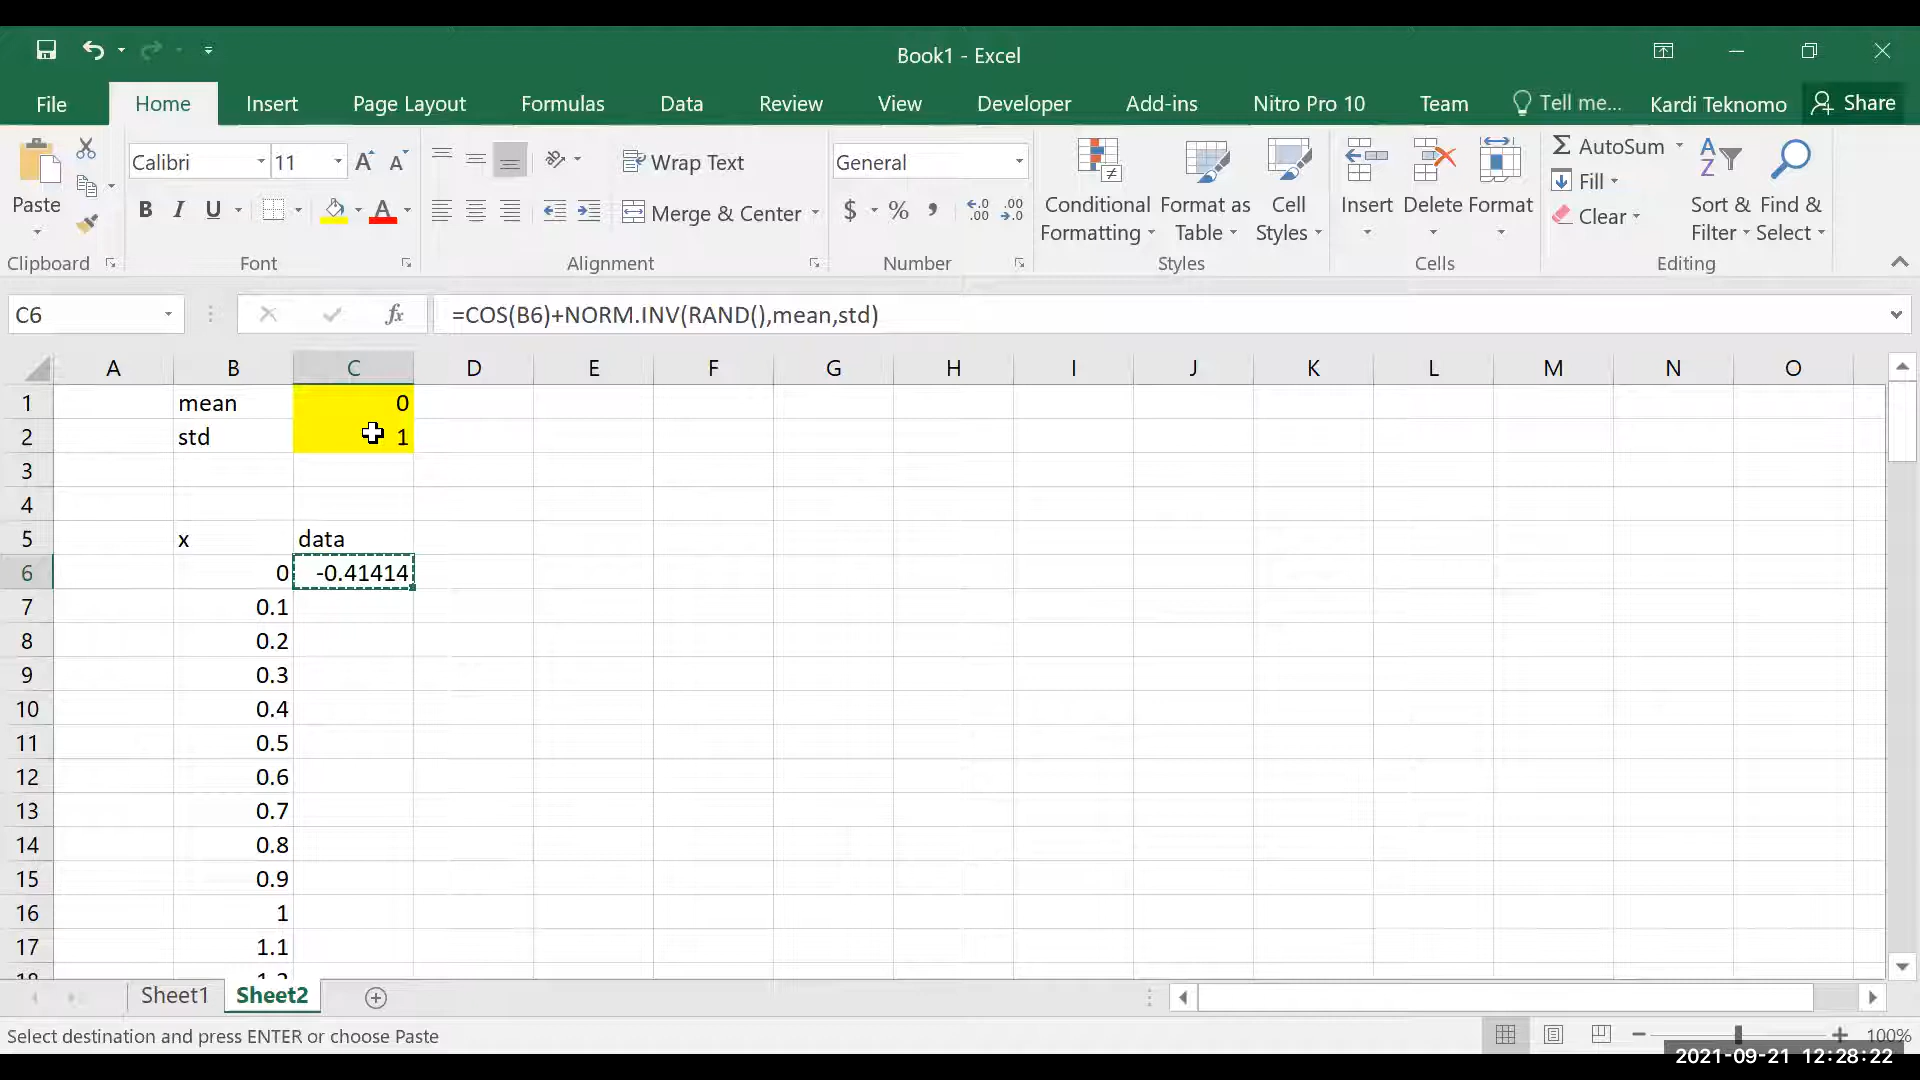 Book1 - Excel
File Home Insert Page Layout Formulas Data Review View Developer Add-ins Nitro Pro 10 Team Tell me... Kardi Teknomo Share
Calibri 11 Wrap Text General AutoSum
Paste B I U Merge & Center $ % Conditional Formatting Format as Table Cell Styles Insert Delete Format Fill Clear Sort & Filter Find & Select
Clipboard Font Alignment Number Styles Cells Editing
C6 fx =COS(B6)+NORM.INV(RAND(),mean,std)
A B C D E F G H I J K L M N O
1 mean 0
2 std 1
3
4
5 x data
6 0 -0.41414
7 0.1
8 0.2
9 0.3
10 0.4
11 0.5
12 0.6
13 0.7
14 0.8
15 0.9
16 1
17 1.1
Sheet1 Sheet2
Select destination and press ENTER or choose Paste 100%
2021-09-21 12:28:22